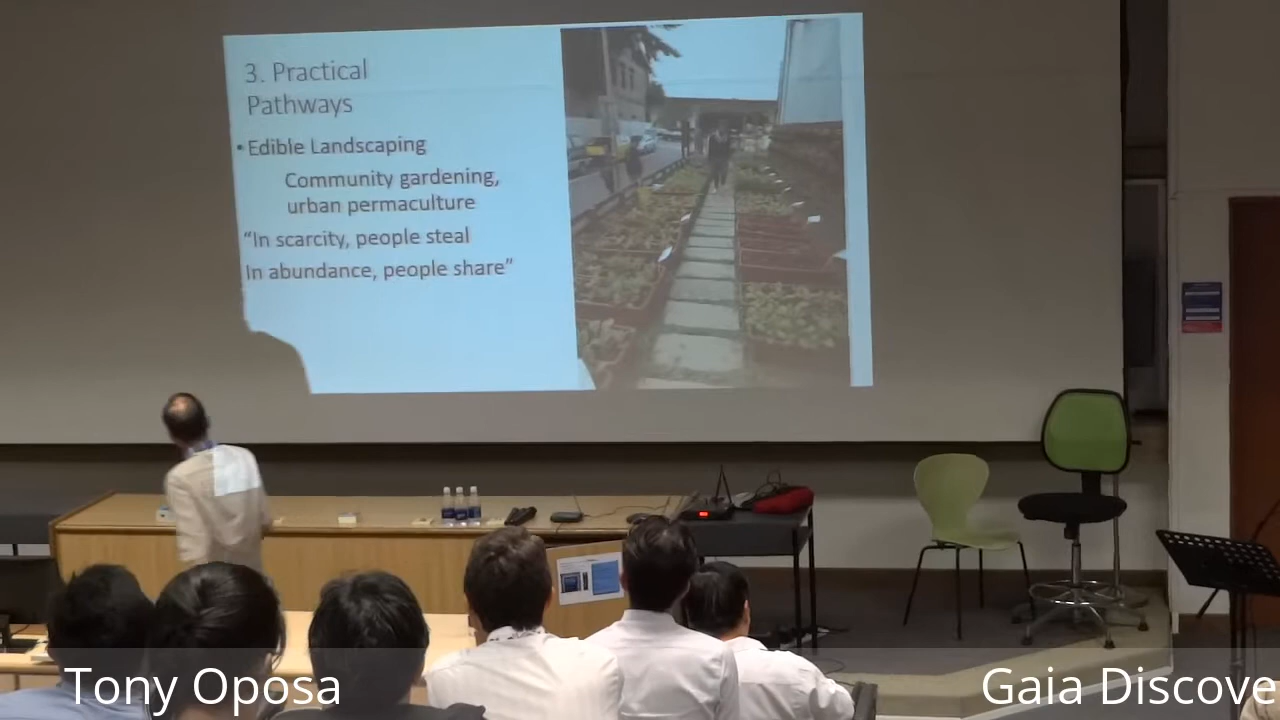 3. Practical
Pathways
• Edible Landscaping
Community gardening,
urban permaculture
“In scarcity, people steal
In abundance, people share”
Tony Oposa
Gaia Discove